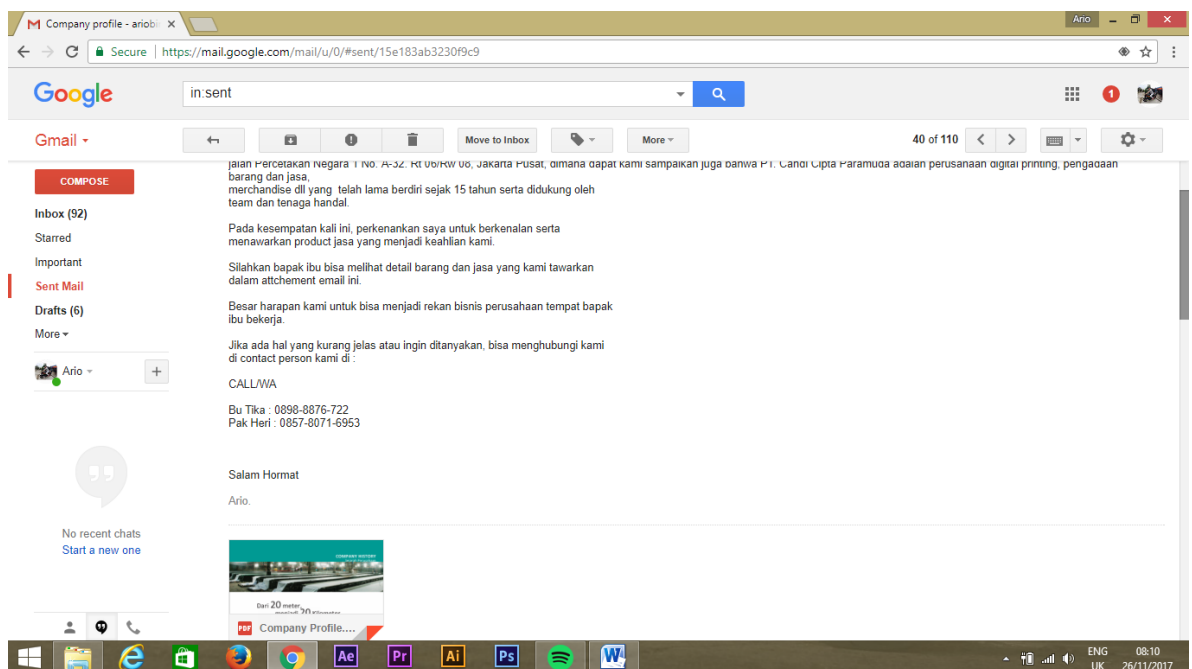 Company profile - ariobi
Ario
Secure | https://mail.google.com/mail/u/0/#sent/15e183ab3230f9c9
Google
in:sent
1
Gmail
Move to Inbox
More
40 of 110
COMPOSE
Inbox (92)
Starred
Important
Sent Mail
Drafts (6)
More
Ario
No recent chats
Start a new one
jalan Percetakan Negara 1 No. A-32. Rt 06/Rw 08, Jakarta Pusat, dimana dapat kami sampaikan juga bahwa PT. Candi Cipta Paramuda adalah perusahaan digital printing, pengadaan
barang dan jasa,
merchandise dll yang telah lama berdiri sejak 15 tahun serta didukung oleh
team dan tenaga handal.
Pada kesempatan kali ini, perkenankan saya untuk berkenalan serta
menawarkan product jasa yang menjadi keahlian kami.
Silahkan bapak ibu bisa melihat detail barang dan jasa yang kami tawarkan
dalam attchement email ini.
Besar harapan kami untuk bisa menjadi rekan bisnis perusahaan tempat bapak
ibu bekerja.
Jika ada hal yang kurang jelas atau ingin ditanyakan, bisa menghubungi kami
di contact person kami di :
CALL/WA
Bu Tika : 0898-8876-722
Pak Heri : 0857-8071-6953
Salam Hormat
Ario.
COMPANY HISTORY
Dari 20 meter
menjadi 20 Kilometer
PDF Company Profile....
Ae
Pr
Ai
Ps
W
ENG
UK
08:10
26/11/2017